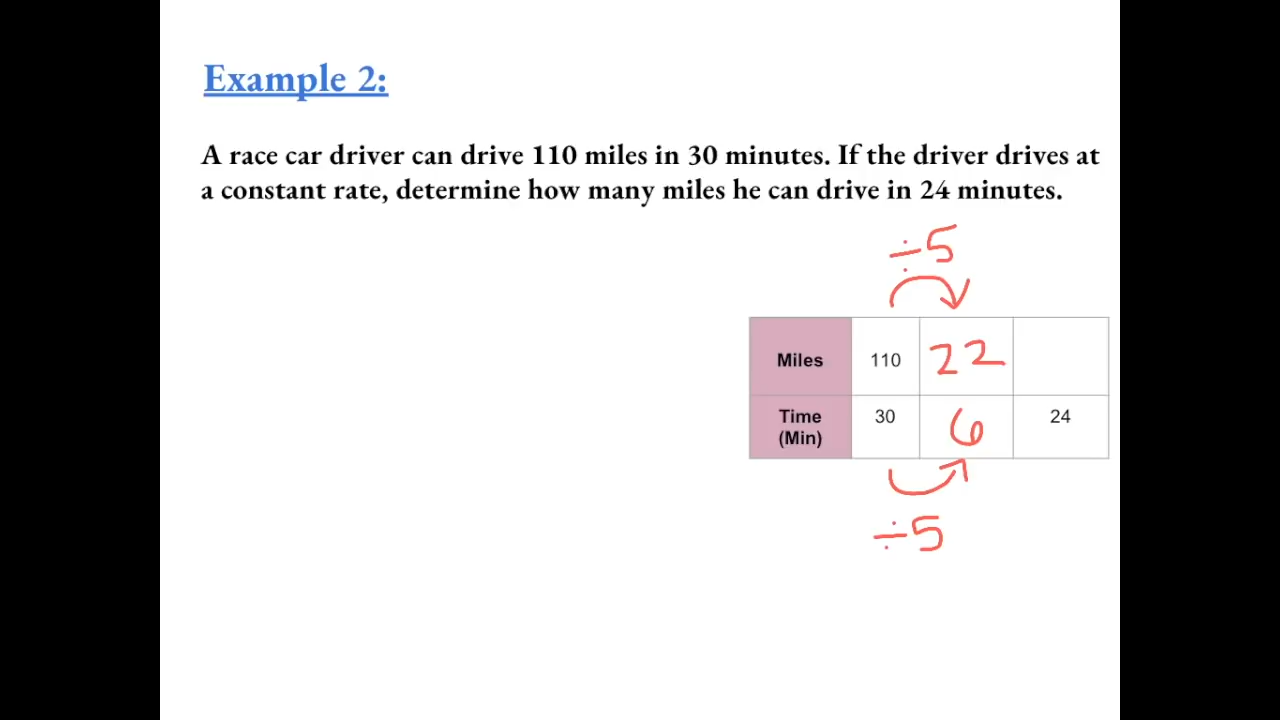 Example 2:
A race car driver can drive 110 miles in 30 minutes. If the driver drives at
a constant rate, determine how many miles he can drive in 24 minutes.
÷5
Miles 110 22
Time 30 6 24
(Min)
÷5